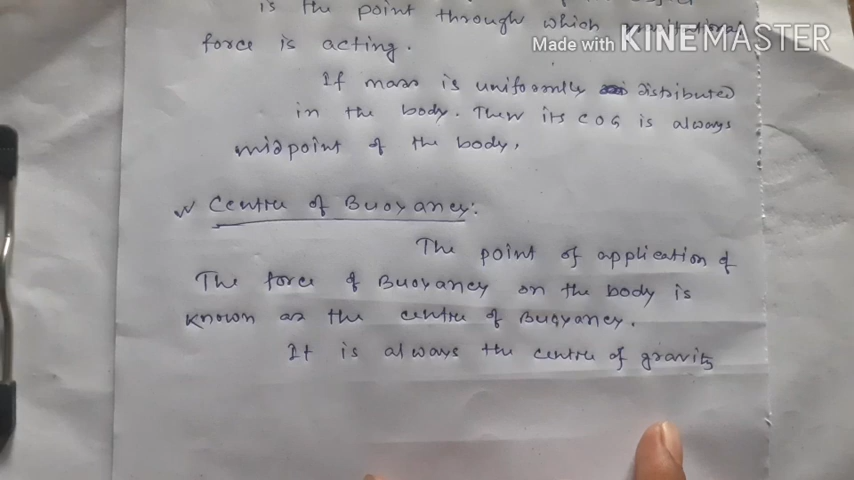 is the point through which
Made with KINEMASTER
force is acting.
If mass is uniformly distributed
in the body. Then its COG is always
midpoint of the body.
Centre of Buoyancy:
The point of application of
The force of Buoyancy on the body is
known as the centre of Buoyancy.
It is always the centre of gravity